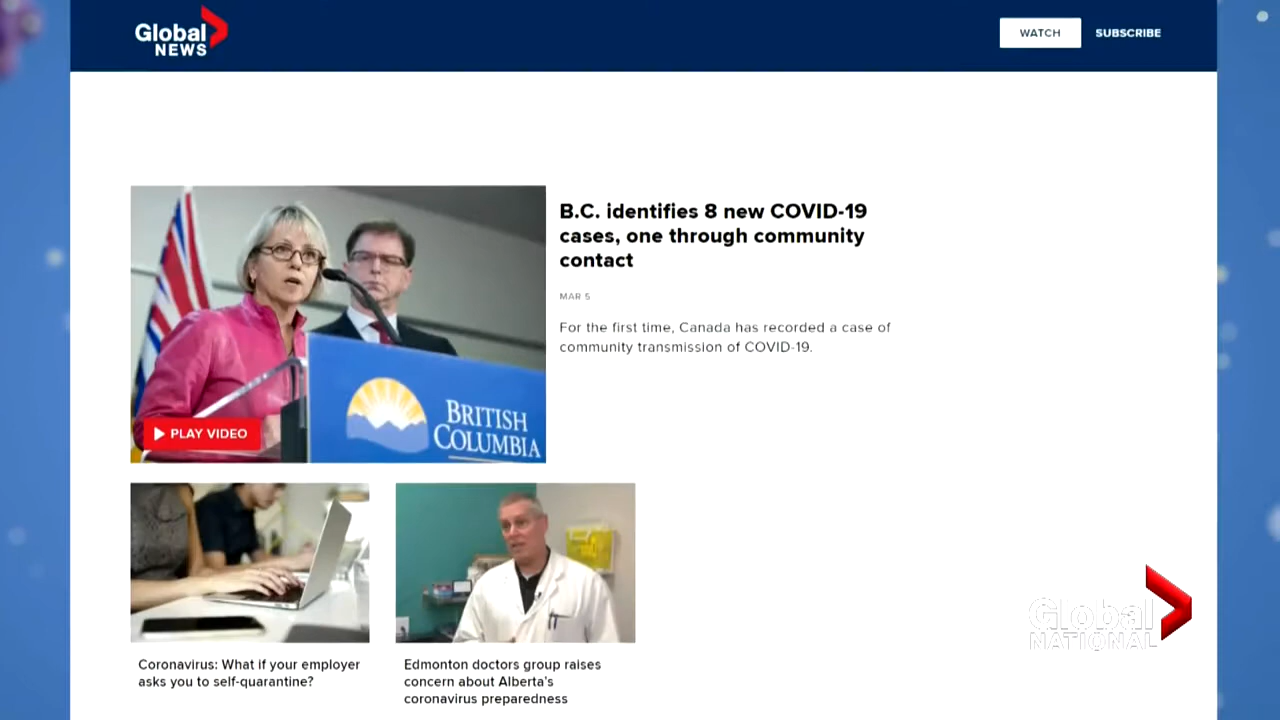 Global
NEWS
WATCH
SUBSCRIBE
B.C. identifies 8 new COVID-19
cases, one through community
contact
MAR 5
For the first time, Canada has recorded a case of
community transmission of COVID-19.
BRITISH
COLUMBIA
PLAY VIDEO
Coronavirus: What if your employer
asks you to self-quarantine?
Edmonton doctors group raises
concern about Alberta's
coronavirus preparedness
Global
NATIONAL